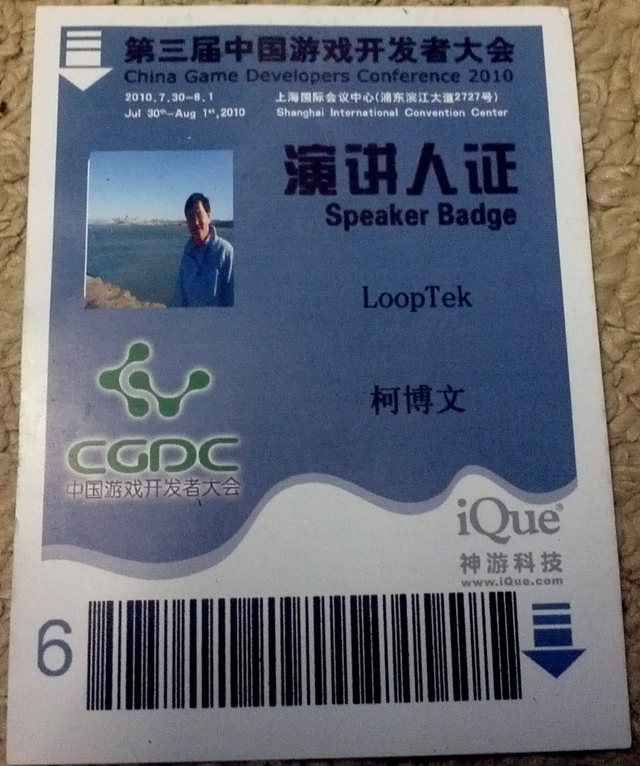 第三届中国游戏开发者大会
China Game Developers Conference 2010
2010.7.30-8.1
上海国际会议中心(浦东滨江大道2727号)
Jul 30th-Aug 1st,2010
Shanghai International Convention Center
演讲人证
Speaker Badge
LoopTek
柯博文
CGDC
中国游戏开发者大会
iQue®
神游科技
www.iQue.com
6